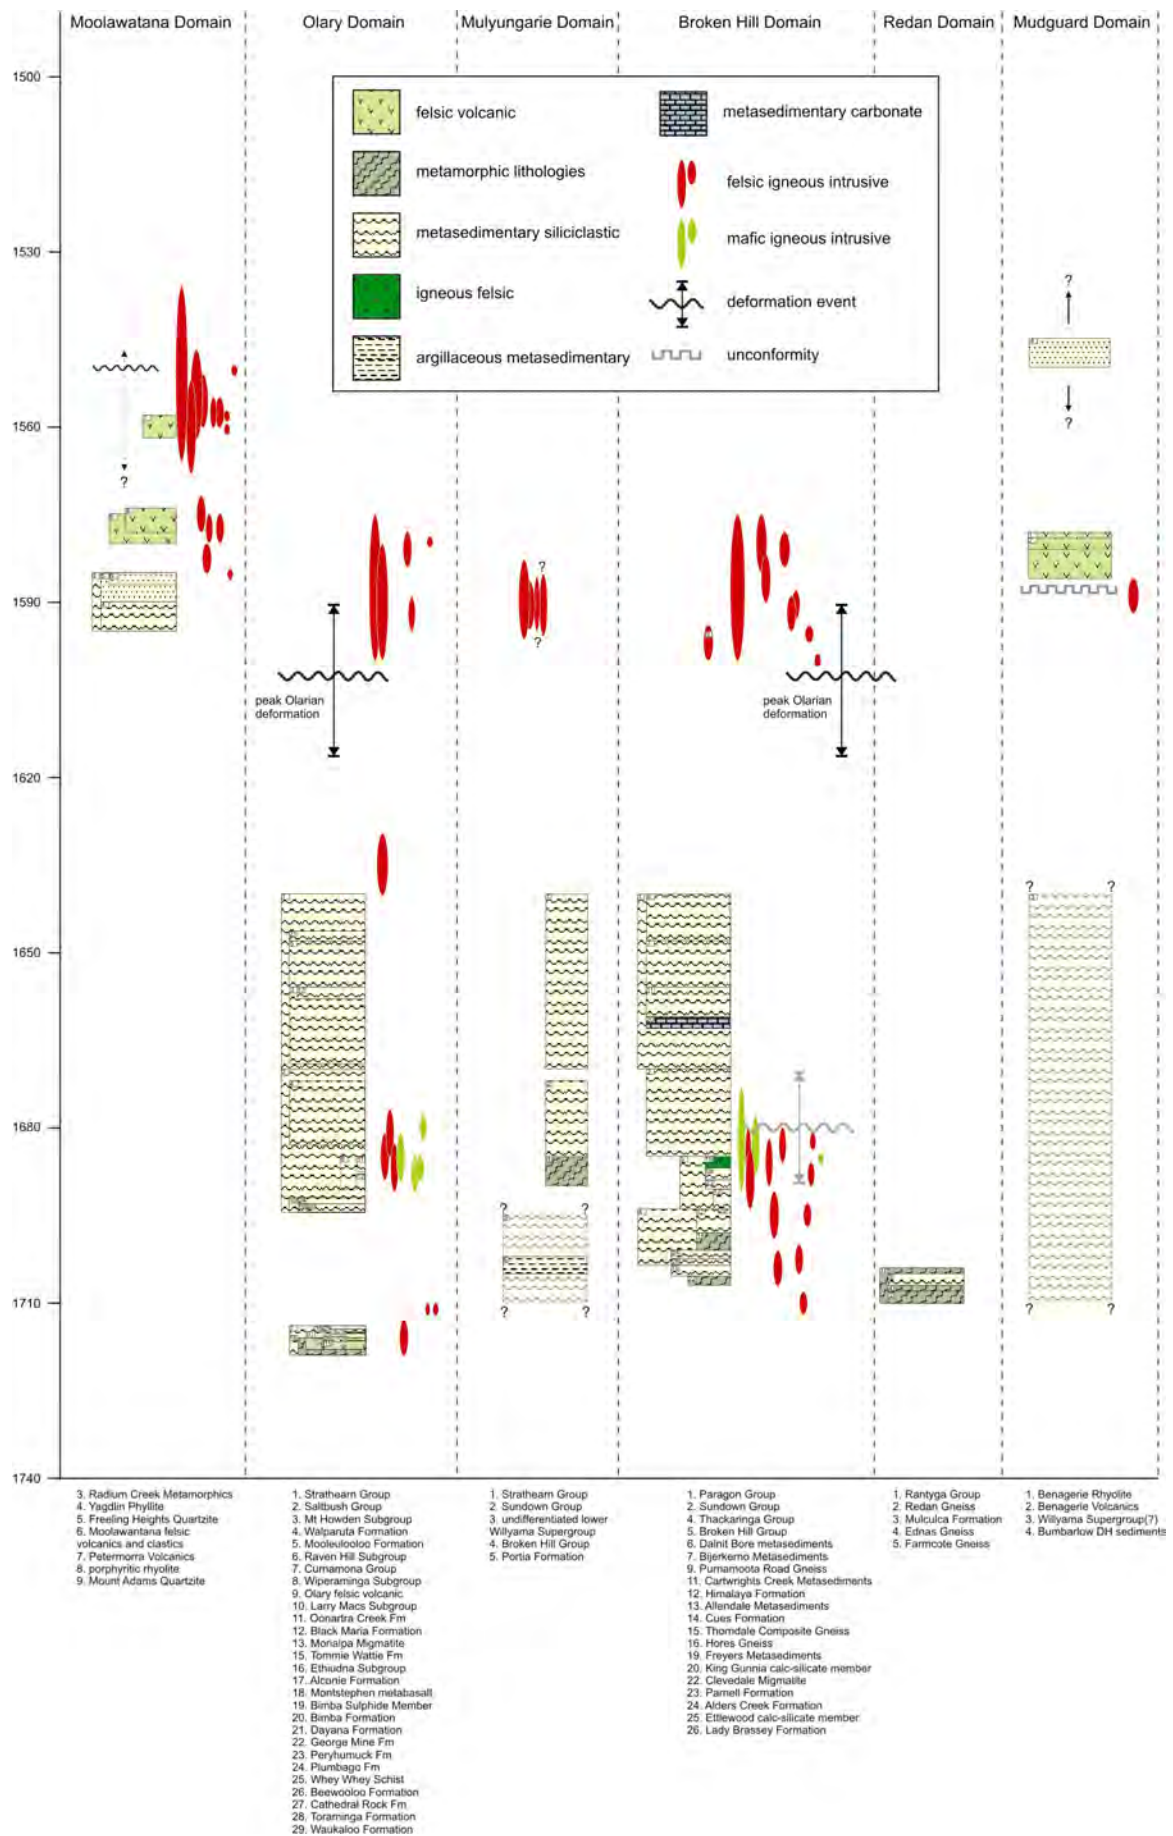 Moolawatana Domain
Olary Domain
Mulyungarie Domain
Broken Hill Domain
Redan Domain
Mudguard Domain
1500
1530
1560
1590
1620
1650
1680
1710
1740
felsic volcanic
metamorphic lithologies
metasedimentary siliciclastic
igneous felsic
argillaceous metasedimentary
metasedimentary carbonate
felsic igneous intrusive
mafic igneous intrusive
deformation event
unconformity
?
?
?
?
?
peak Olarian
deformation
peak Olarian
deformation
?
?
?
?
?
?
?
?
3. Radium Creek Metamorphics
4. Yagdlin Phyllite
5. Freeling Heights Quartzite
6. Moolawantana felsic
volcanics and clastics
7. Petermorra Volcanics
8. porphyritic rhyolite
9. Mount Adams Quartzite
1. Strathearn Group
2. Saltbush Group
3. Mt Howden Subgroup
4. Walparuta Formation
5. Mooleulooloo Formation
6. Raven Hill Subgroup
7. Curnamona Group
8. Wiperaminga Subgroup
9. Olary felsic volcanic
10. Larry Macs Subgroup
11. Oonartra Creek Fm
12. Black Maria Formation
13. Monalpa Migmatite
15. Tommie Wattie Fm
16. Ethiudna Subgroup
17. Alconie Formation
18. Montstephen metabasalt
19. Bimba Sulphide Member
20. Bimba Formation
21. Dayana Formation
22. George Mine Fm
23. Peryhumuck Fm
24. Plumbago Fm
25. Whey Whey Schist
26. Beewooloo Formation
27. Cathedral Rock Fm
28. Toraminga Formation
29. Waukaloo Formation
1. Strathearn Group
2. Sundown Group
3. undifferentiated lower
Willyama Supergroup
4. Broken Hill Group
5. Portia Formation
1. Paragon Group
2. Sundown Group
4. Thackaringa Group
5. Broken Hill Group
6. Dalnit Bore metasediments
7. Bijerkerno Metasediments
9. Purnamoota Road Gneiss
11. Cartwrights Creek Metasediments
12. Himalaya Formation
13. Allendale Metasediments
14. Cues Formation
15. Thorndale Composite Gneiss
16. Hores Gneiss
19. Freyers Metasediments
20. King Gunnia calc-silicate member
22. Clevedale Migmatite
23. Parnell Formation
24. Alders Creek Formation
25. Ettlewood calc-silicate member
26. Lady Brassey Formation
1. Rantyga Group
2. Redan Gneiss
3. Mulculca Formation
4. Ednas Gneiss
5. Farmcote Gneiss
1. Benagerie Rhyolite
2. Benagerie Volcanics
3. Willyama Supergroup(?)
4. Bumbarlow DH sediments